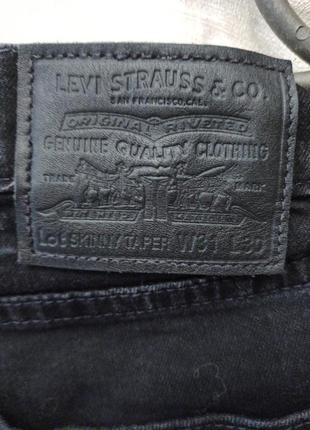 LEVI STRAUSS & CO.
SAN FRANCISCO, CAL.
ORIGINAL RIVETED
GENUINE QUALITY CLOTHING
TRADE MARK
Lot SKINNY TAPER W31 L30